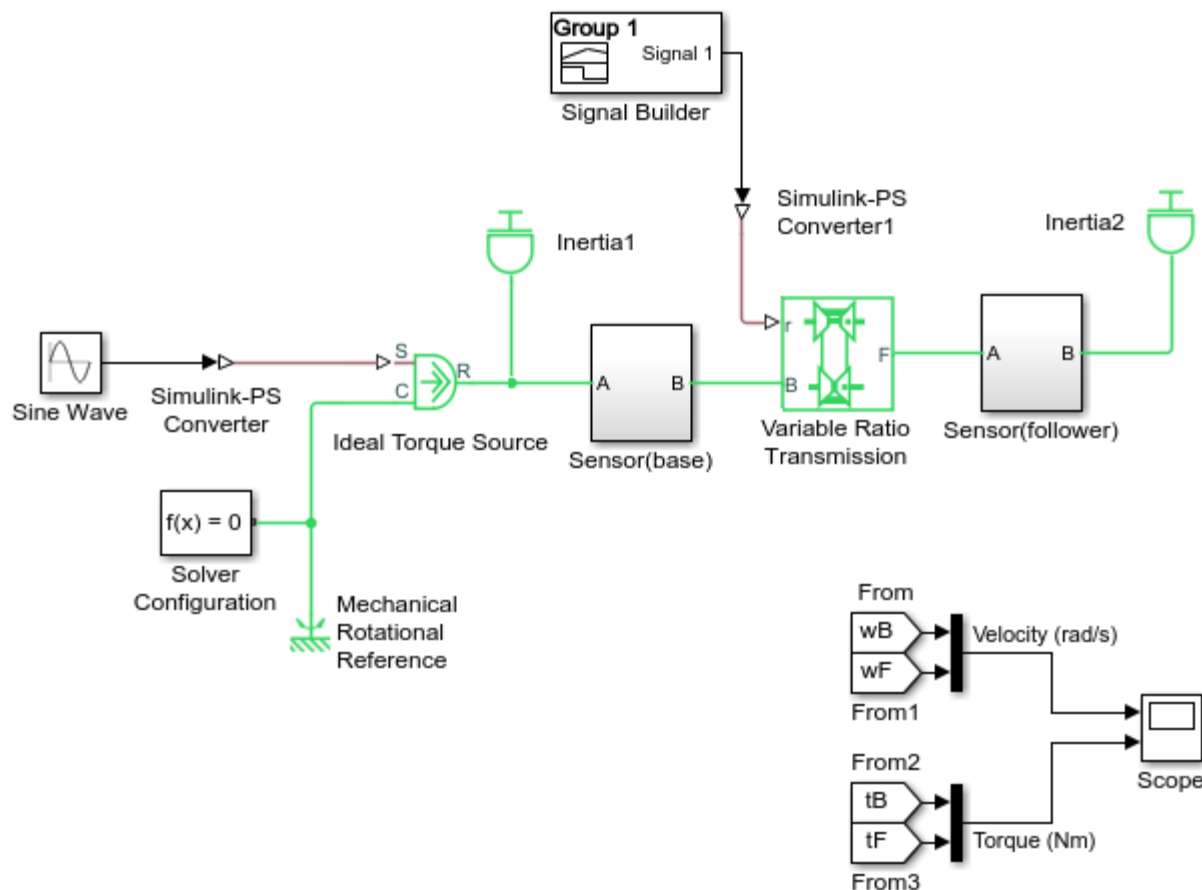 Group 1
Signal 1
Signal Builder
Simulink-PS
Converter1
Inertia1
Inertia2
Sine Wave
Simulink-PS
Converter
S
C
R
Ideal Torque Source
A
B
Sensor(base)
r
B
F
Variable Ratio
Transmission
A
B
Sensor(follower)
f(x) = 0
Solver
Configuration
Mechanical
Rotational
Reference
From
wB
wF
From1
Velocity (rad/s)
From2
tB
tF
From3
Torque (Nm)
Scope